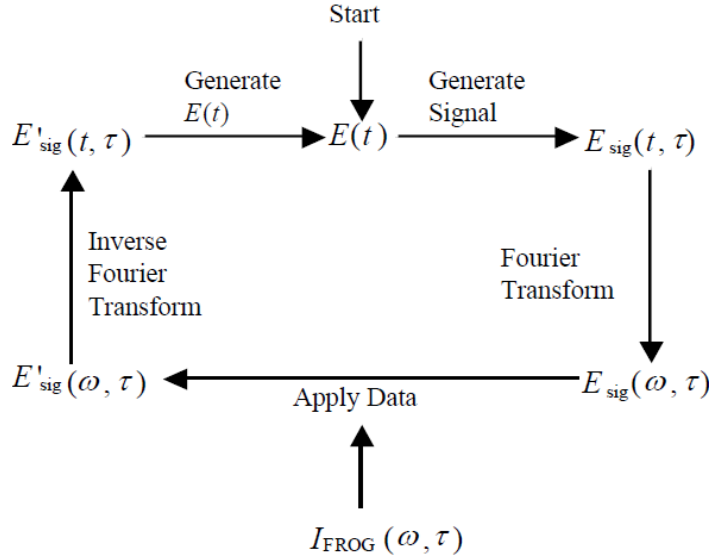 Start
Generate
E(t)
Generate
Signal
E'sig(t, τ)
E(t)
Esig(t, τ)
Inverse
Fourier
Transform
Fourier
Transform
E'sig(ω, τ)
Esig(ω, τ)
Apply Data
IFROG(ω, τ)